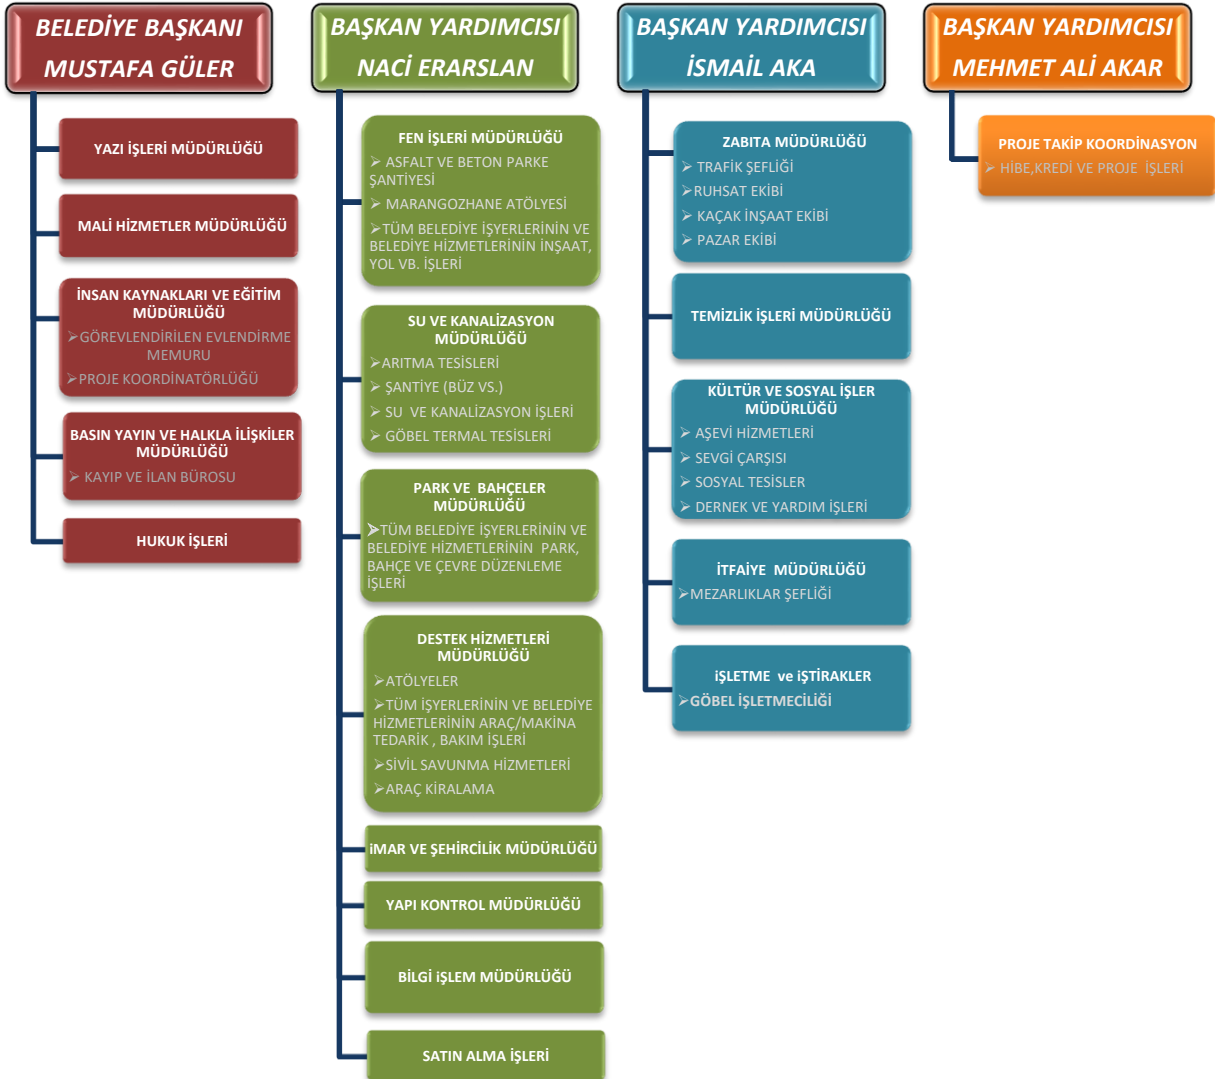 BELEDİYE BAŞKANI
MUSTAFA GÜLER
YAZI İŞLERİ MÜDÜRLÜĞÜ
MALİ HİZMETLER MÜDÜRLÜĞÜ
İNSAN KAYNAKLARI VE EĞİTİM
MÜDÜRLÜĞÜ
➢GÖREVLENDİRİLEN EVLENDİRME
MEMURU
➢PROJE KOORDİNATÖRLÜĞÜ
BASIN YAYIN VE HALKLA İLİŞKİLER
MÜDÜRLÜĞÜ
➢ KAYIP VE İLAN BÜROSU
HUKUK İŞLERİ
BAŞKAN YARDIMCISI
NACİ ERARSLAN
FEN İŞLERİ MÜDÜRLÜĞÜ
➢ ASFALT VE BETON PARKE
ŞANTİYESİ
➢ MARANGOZHANE ATÖLYESİ
➢TÜM BELEDİYE İŞYERLERİNİN VE
BELEDİYE HİZMETLERİNİN İNŞAAT,
YOL VB. İŞLERİ
SU VE KANALİZASYON
MÜDÜRLÜĞÜ
➢ARITMA TESİSLERİ
➢ ŞANTİYE (BÜZ VS.)
➢ SU VE KANALİZASYON İŞLERİ
➢ GÖBEL TERMAL TESİSLERİ
PARK VE BAHÇELER
MÜDÜRLÜĞÜ
➢TÜM BELEDİYE İŞYERLERİNİN VE
BELEDİYE HİZMETLERİNİN PARK,
BAHÇE VE ÇEVRE DÜZENLEME
İŞLERİ
DESTEK HİZMETLERİ
MÜDÜRLÜĞÜ
➢ATÖLYELER
➢TÜM İŞYERLERİNİN VE BELEDİYE
HİZMETLERİNİN ARAÇ/MAKİNA
TEDARİK , BAKIM İŞLERİ
➢SİVİL SAVUNMA HİZMETLERİ
➢ARAÇ KİRALAMA
iMAR VE ŞEHİRCİLİK MÜDÜRLÜĞÜ
YAPI KONTROL MÜDÜRLÜĞÜ
BİLGİ iŞLEM MÜDÜRLÜĞÜ
SATIN ALMA İŞLERİ
BAŞKAN YARDIMCISI
İSMAİL AKA
ZABITA MÜDÜRLÜĞÜ
➢ TRAFİK ŞEFLİĞİ
➢RUHSAT EKİBİ
➢ KAÇAK İNŞAAT EKİBİ
➢ PAZAR EKİBİ
TEMİZLİK İŞLERİ MÜDÜRLÜĞÜ
KÜLTÜR VE SOSYAL İŞLER
MÜDÜRLÜĞÜ
➢ AŞEVİ HİZMETLERİ
➢ SEVGİ ÇARŞISI
➢ SOSYAL TESİSLER
➢ DERNEK VE YARDIM İŞLERİ
İTFAİYE MÜDÜRLÜĞÜ
➢MEZARLIKLAR ŞEFLİĞİ
iŞLETME ve iŞTİRAKLER
➢GÖBEL İŞLETMECİLİĞİ
BAŞKAN YARDIMCISI
MEHMET ALİ AKAR
PROJE TAKİP KOORDİNASYON
➢ HİBE,KREDİ VE PROJE İŞLERİ